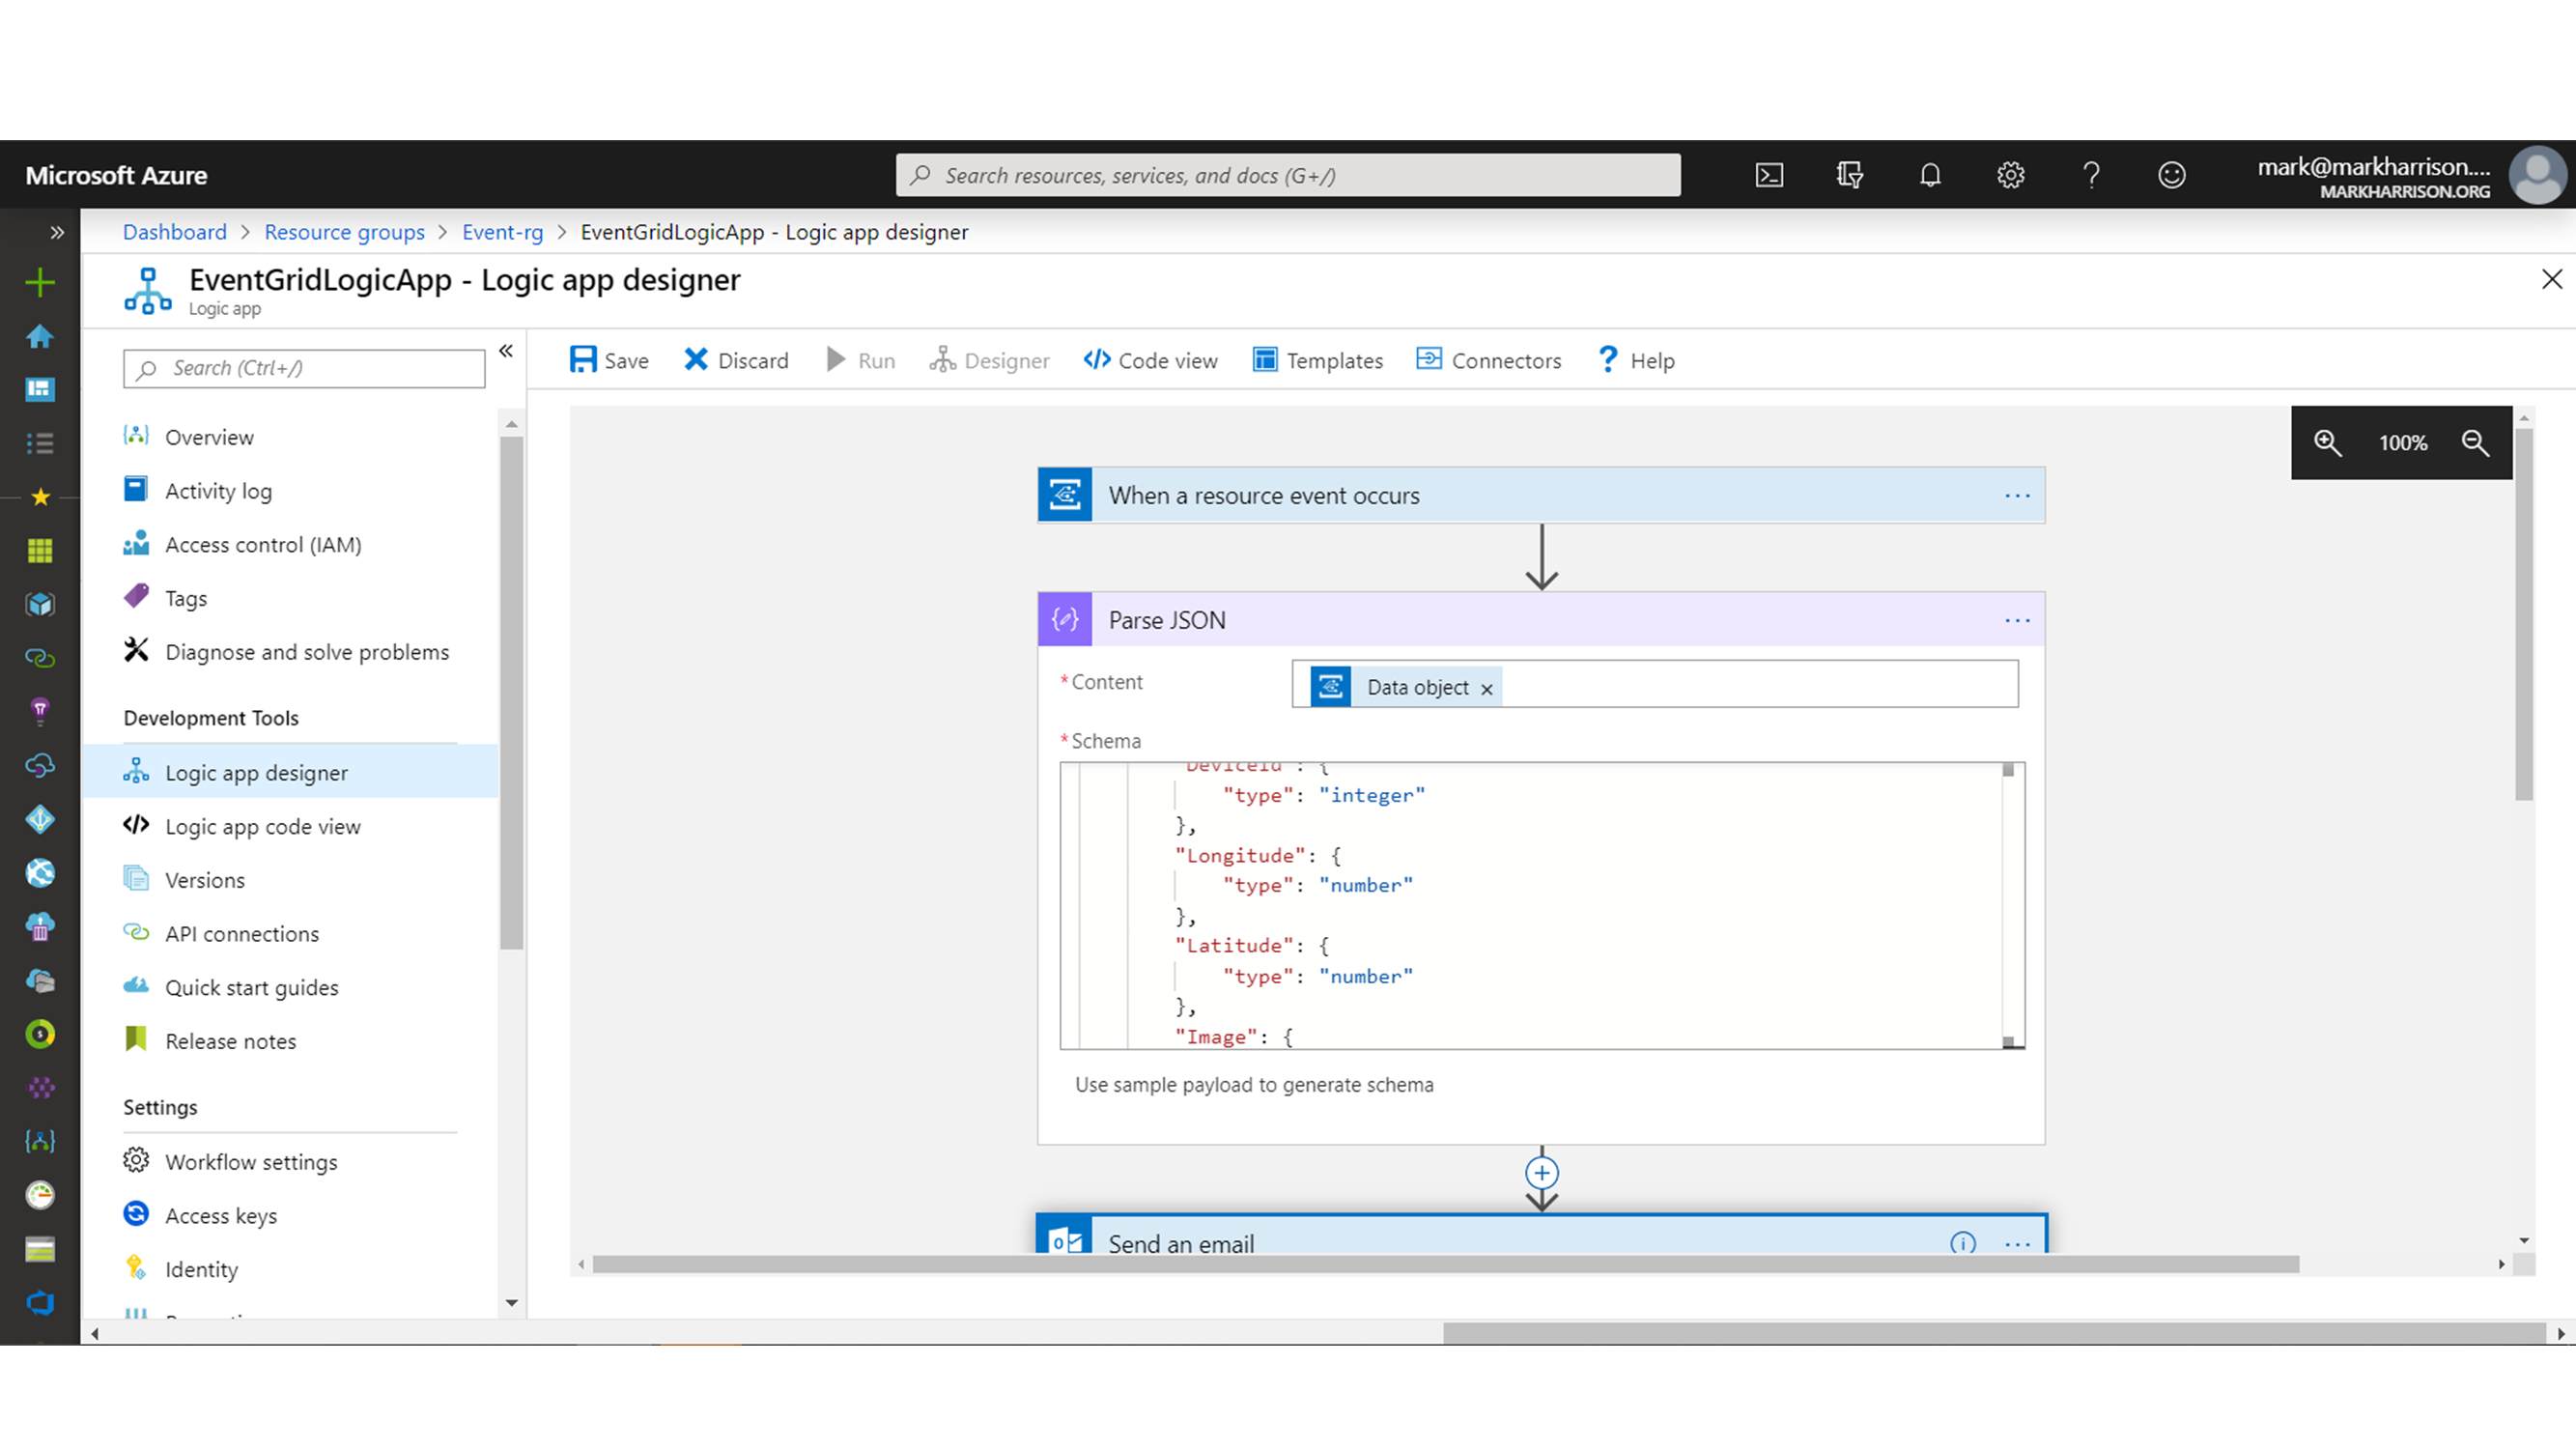 Microsoft Azure
Search resources, services, and docs (G+/)
mark@markharrison....
MARKHARRISON.ORG
Dashboard > Resource groups > Event-rg > EventGridLogicApp - Logic app designer
EventGridLogicApp - Logic app designer
Logic app
Search (Ctrl+/)
Overview
Activity log
Access control (IAM)
Tags
Diagnose and solve problems
Development Tools
Logic app designer
Logic app code view
Versions
API connections
Quick start guides
Release notes
Settings
Workflow settings
Access keys
Identity
Save Discard Run Designer Code view Templates Connectors Help
100%
When a resource event occurs
Parse JSON
*Content
Data object ×
*Schema
"DeviceId": {
"type": "integer"
},
"Longitude": {
"type": "number"
},
"Latitude": {
"type": "number"
},
"Image": {
Use sample payload to generate schema
Send an email